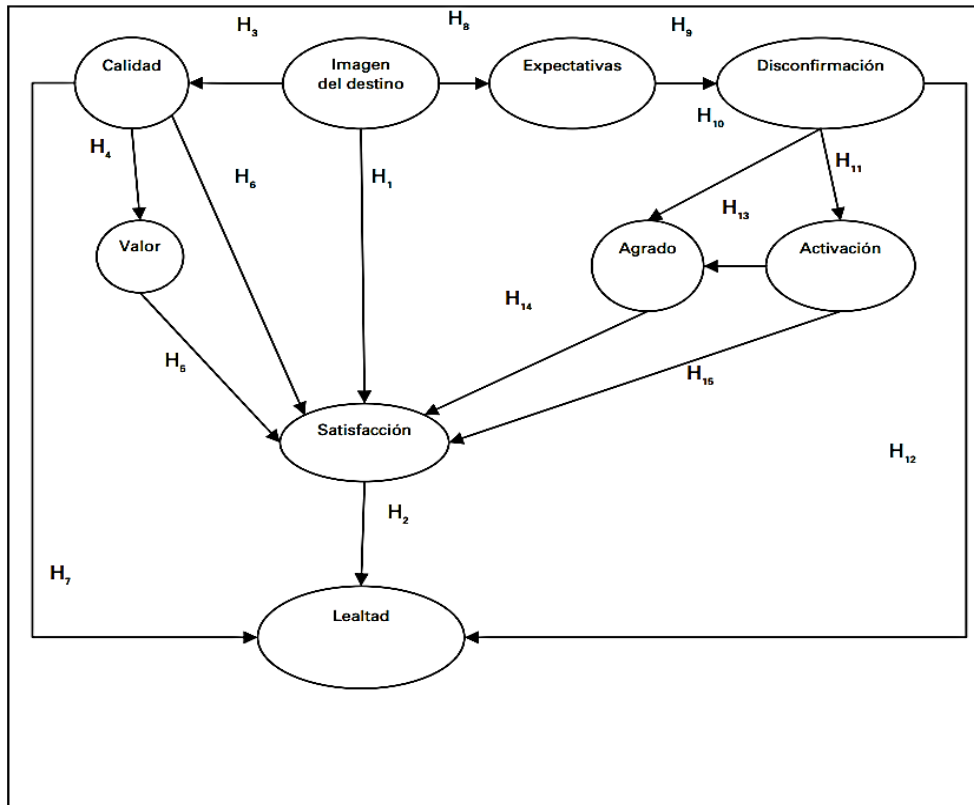 H3
H8
H9
Calidad
Imagen
del destino
Expectativas
Disconfirmación
H10
H4
H6
H1
H11
H13
Valor
Agrado
Activación
H14
H5
H15
Satisfacción
H12
H2
H7
Lealtad